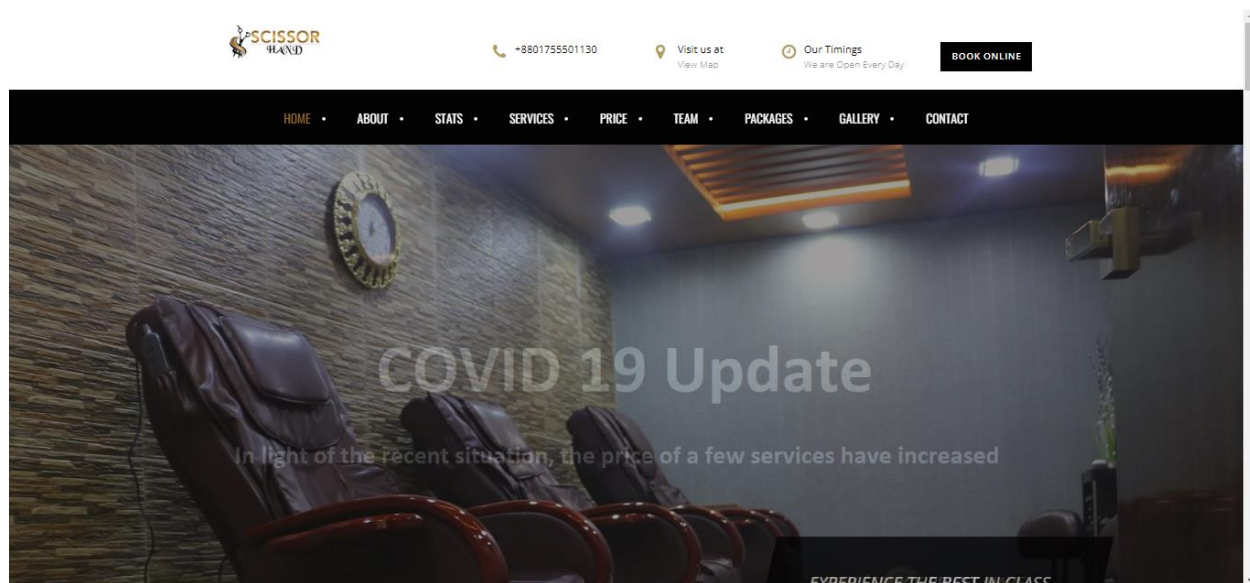 SCISSOR
HAND
+8801755501130
Visit us at
View Map
Our Timings
We are Open Every Day
BOOK ONLINE
HOME • ABOUT • STATS • SERVICES • PRICE • TEAM • PACKAGES • GALLERY • CONTACT
COVID 19 Update
In light of the recent situation, the price of a few services have increased
EXPERIENCE THE BEST IN CLASS